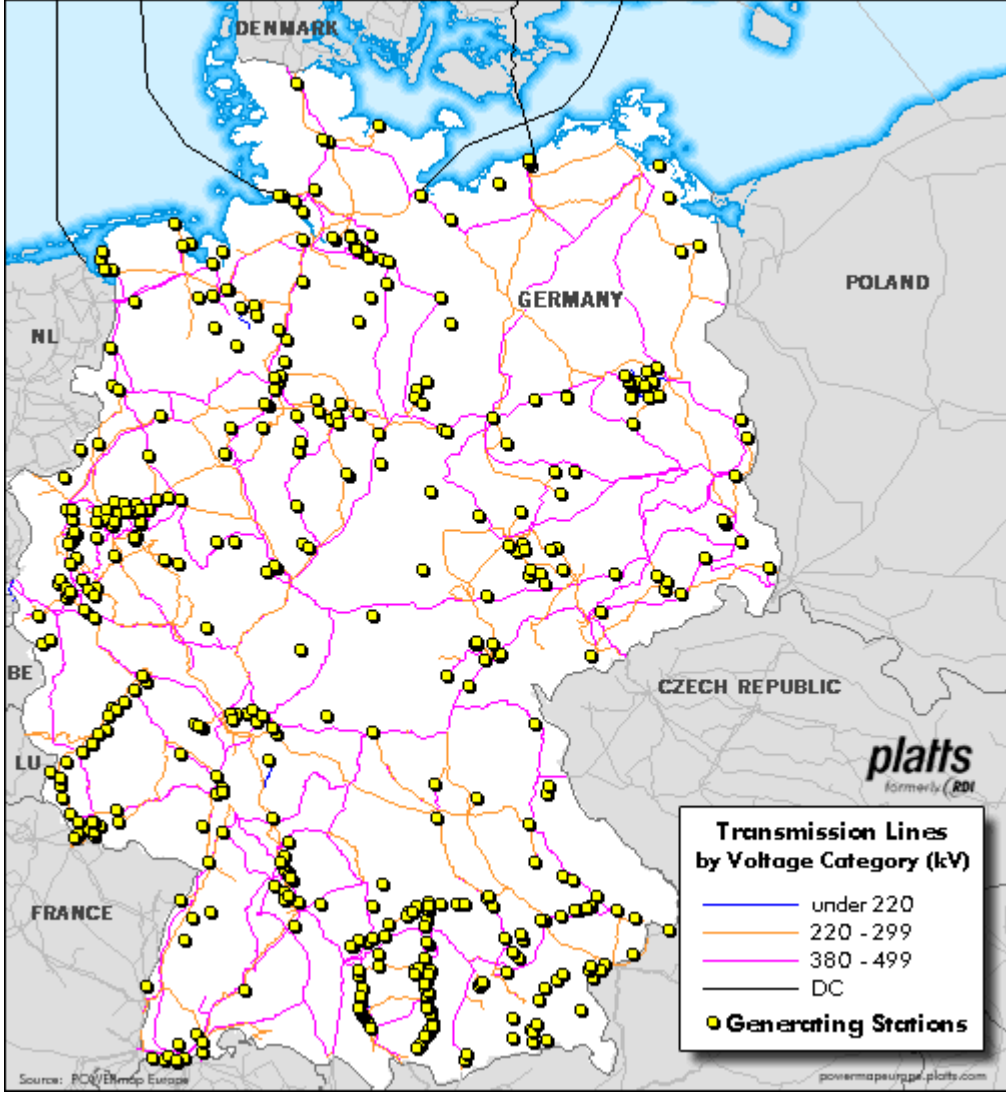 DENMARK
GERMANY
POLAND
NL
BE
CZECH REPUBLIC
LU
platts
formerly RDI
FRANCE
Transmission Lines
by Voltage Category (kV)
under 220
220 - 299
380 - 499
DC
Generating Stations
Source: POWERmap Europe
powermapeurope.platts.com